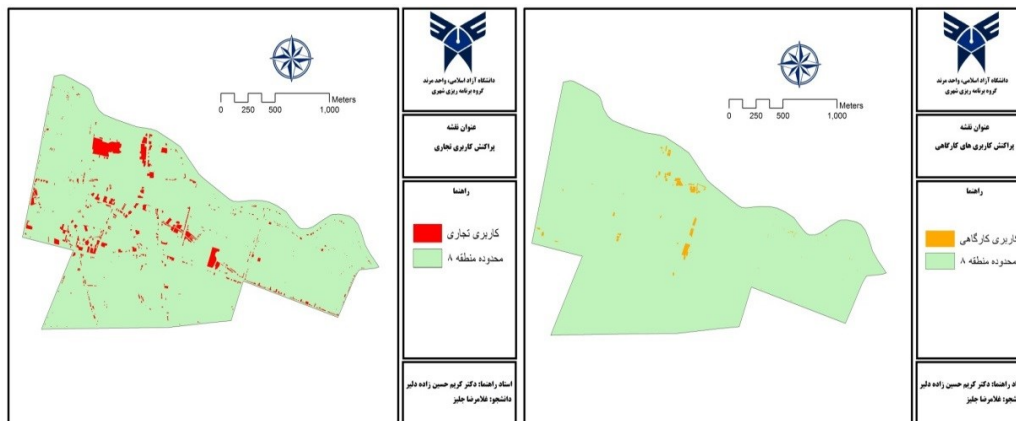 Meters
0 250 500 1,000
دانشگاه آزاد اسلامی، واحد مرند
گروه برنامه ریزی شهری
عنوان نقشه
پراکنش کاربری تجاری
راهنما
کاربری تجاری
محدوده منطقه ۸
استاد راهنما: دکتر کریم حسین زاده دلیر
دانشجو: غلامرضا جلیز
Meters
0 250 500 1,000
دانشگاه آزاد اسلامی، واحد مرند
گروه برنامه ریزی شهری
عنوان نقشه
پراکنش کاربری های کارگاهی
راهنما
کاربری کارگاهی
محدوده منطقه ۸
راهنما: دکتر کریم حسین زاده دلیر
غلامرضا جلیز